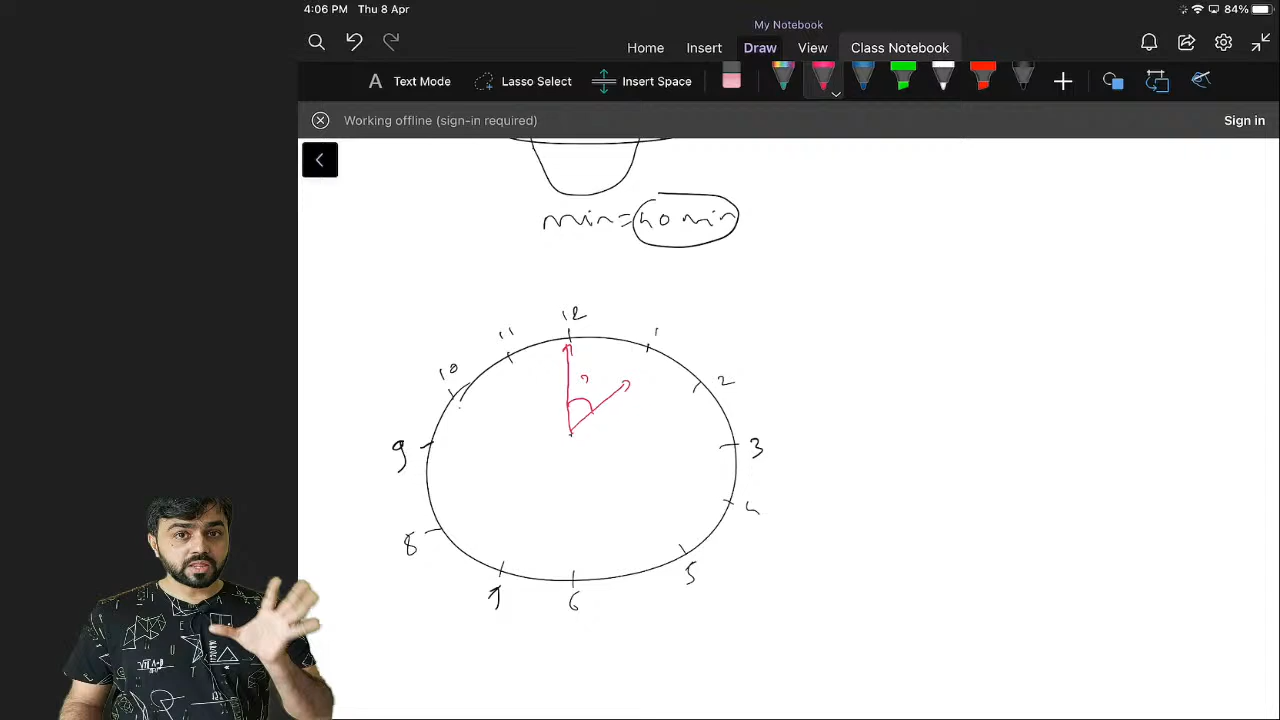 4:06 PM Thu 8 Apr
84%
My Notebook
Home Insert Draw View Class Notebook
A Text Mode Lasso Select Insert Space
Working offline (sign-in required) Sign in
min = 40 min
12
11
1
10
2
?
9
3
4
8
5
7
6